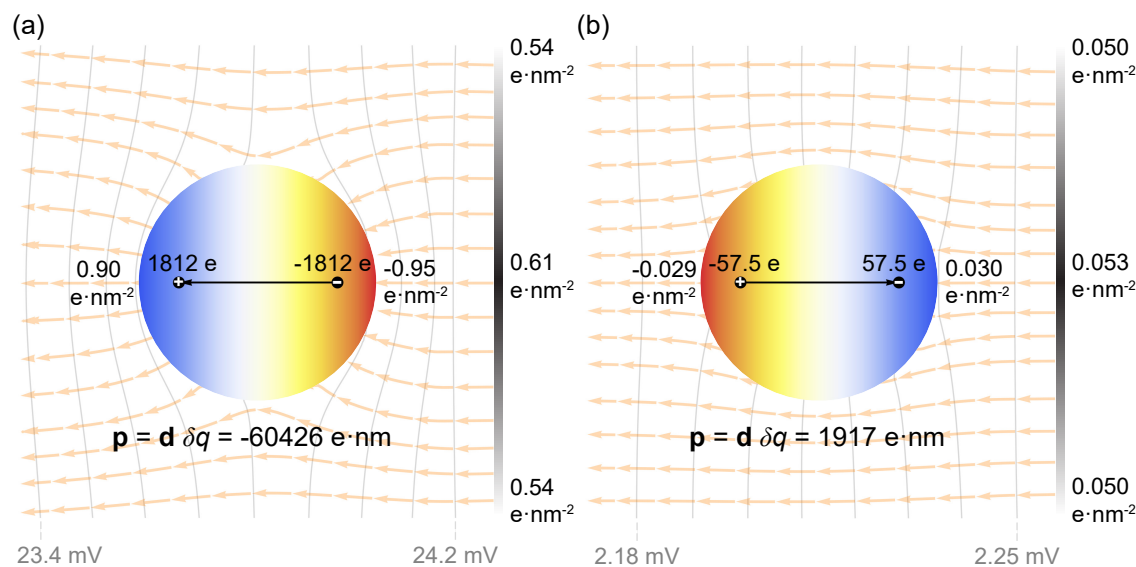 (a)
0.54
e·nm-2
1812 e
-1812 e
0.90
e·nm-2
-0.95
e·nm-2
0.61
e·nm-2
p = d δq = -60426 e·nm
0.54
e·nm-2
23.4 mV
24.2 mV
(b)
0.050
e·nm-2
-57.5 e
57.5 e
-0.029
e·nm-2
0.030
e·nm-2
0.053
e·nm-2
p = d δq = 1917 e·nm
0.050
e·nm-2
2.18 mV
2.25 mV